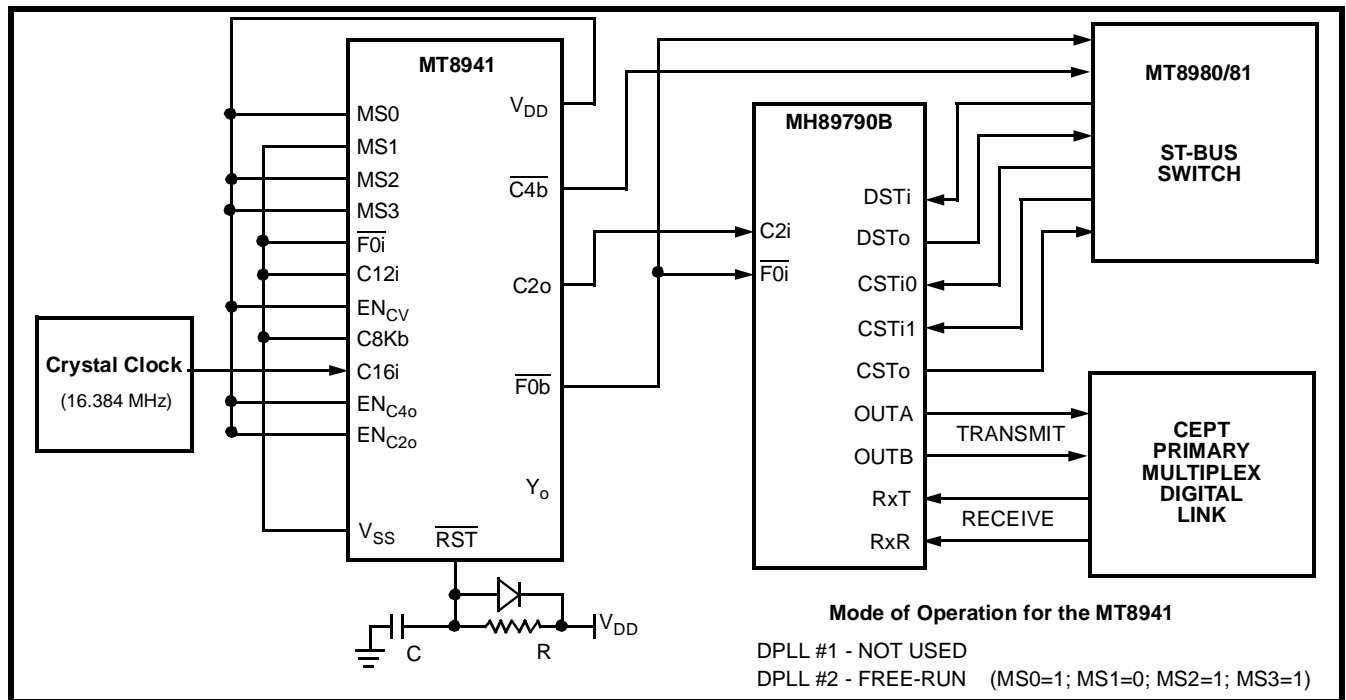 MT8941
MS0
MS1
MS2
MS3
F0i
C12i
ENCV
C8Kb
C16i
ENC4o
ENC2o
VSS
RST
VDD
C4b
C2o
F0b
Yo
Crystal Clock
(16.384 MHz)
C
R
VDD
MH89790B
C2i
F0i
DSTi
DSTo
CSTi0
CSTi1
CSTo
OUTA
OUTB
RxT
RxR
TRANSMIT
RECEIVE
MT8980/81
ST-BUS
SWITCH
CEPT
PRIMARY
MULTIPLEX
DIGITAL
LINK
Mode of Operation for the MT8941
DPLL #1 - NOT USED
DPLL #2 - FREE-RUN (MS0=1; MS1=0; MS2=1; MS3=1)